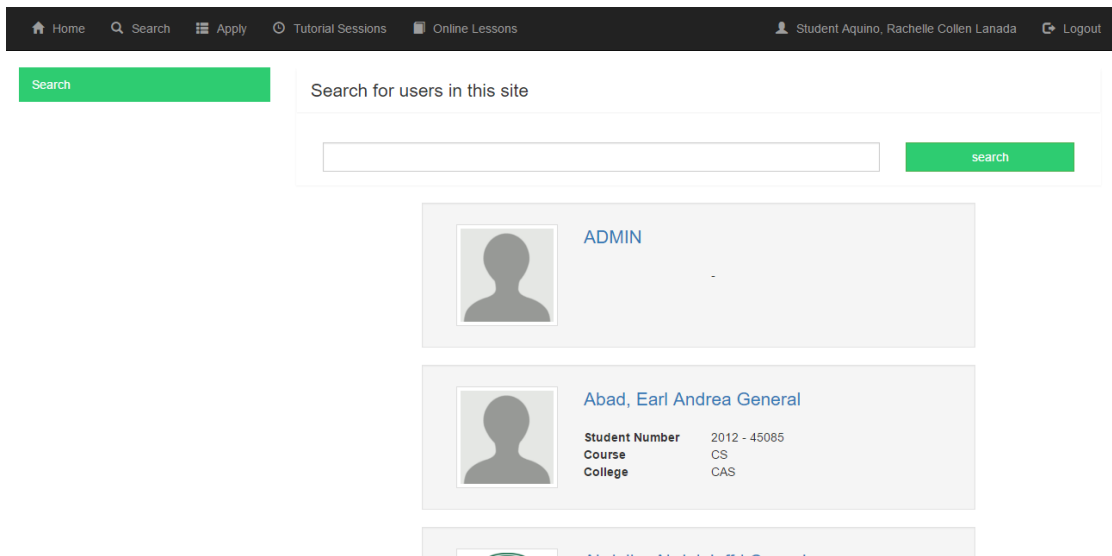 Home Search Apply Tutorial Sessions Online Lessons Student Aquino, Rachelle Collen Lanada Logout
Search
Search for users in this site
search
ADMIN
-
Abad, Earl Andrea General
Student Number 2012 - 45085
Course CS
College CAS